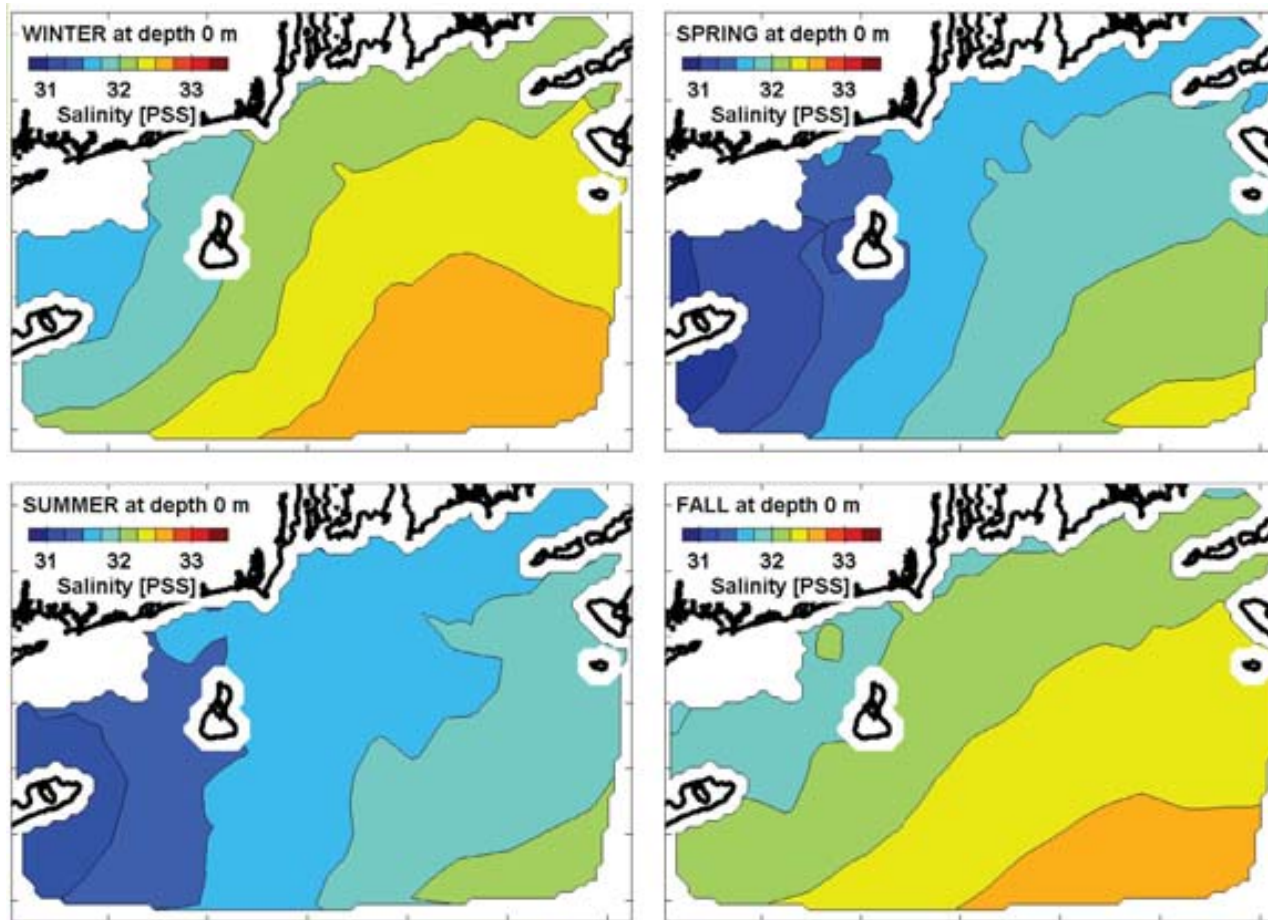 WINTER at depth 0 m
31 32 33
Salinity [PSS]
SPRING at depth 0 m
31 32 33
Salinity [PSS]
SUMMER at depth 0 m
31 32 33
Salinity [PSS]
FALL at depth 0 m
31 32 33
Salinity [PSS]